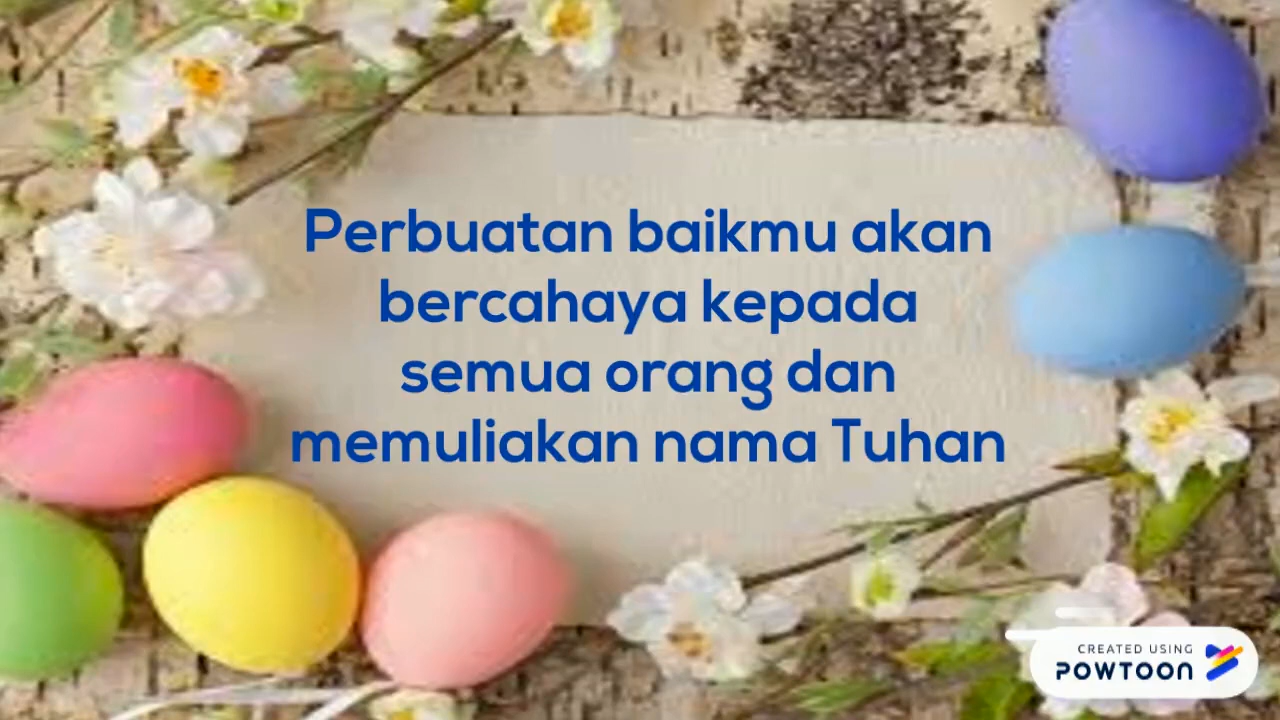 Perbuatan baikmu akan
bercahaya kepada
semua orang dan
memuliakan nama Tuhan
CREATED USING
POWTOON